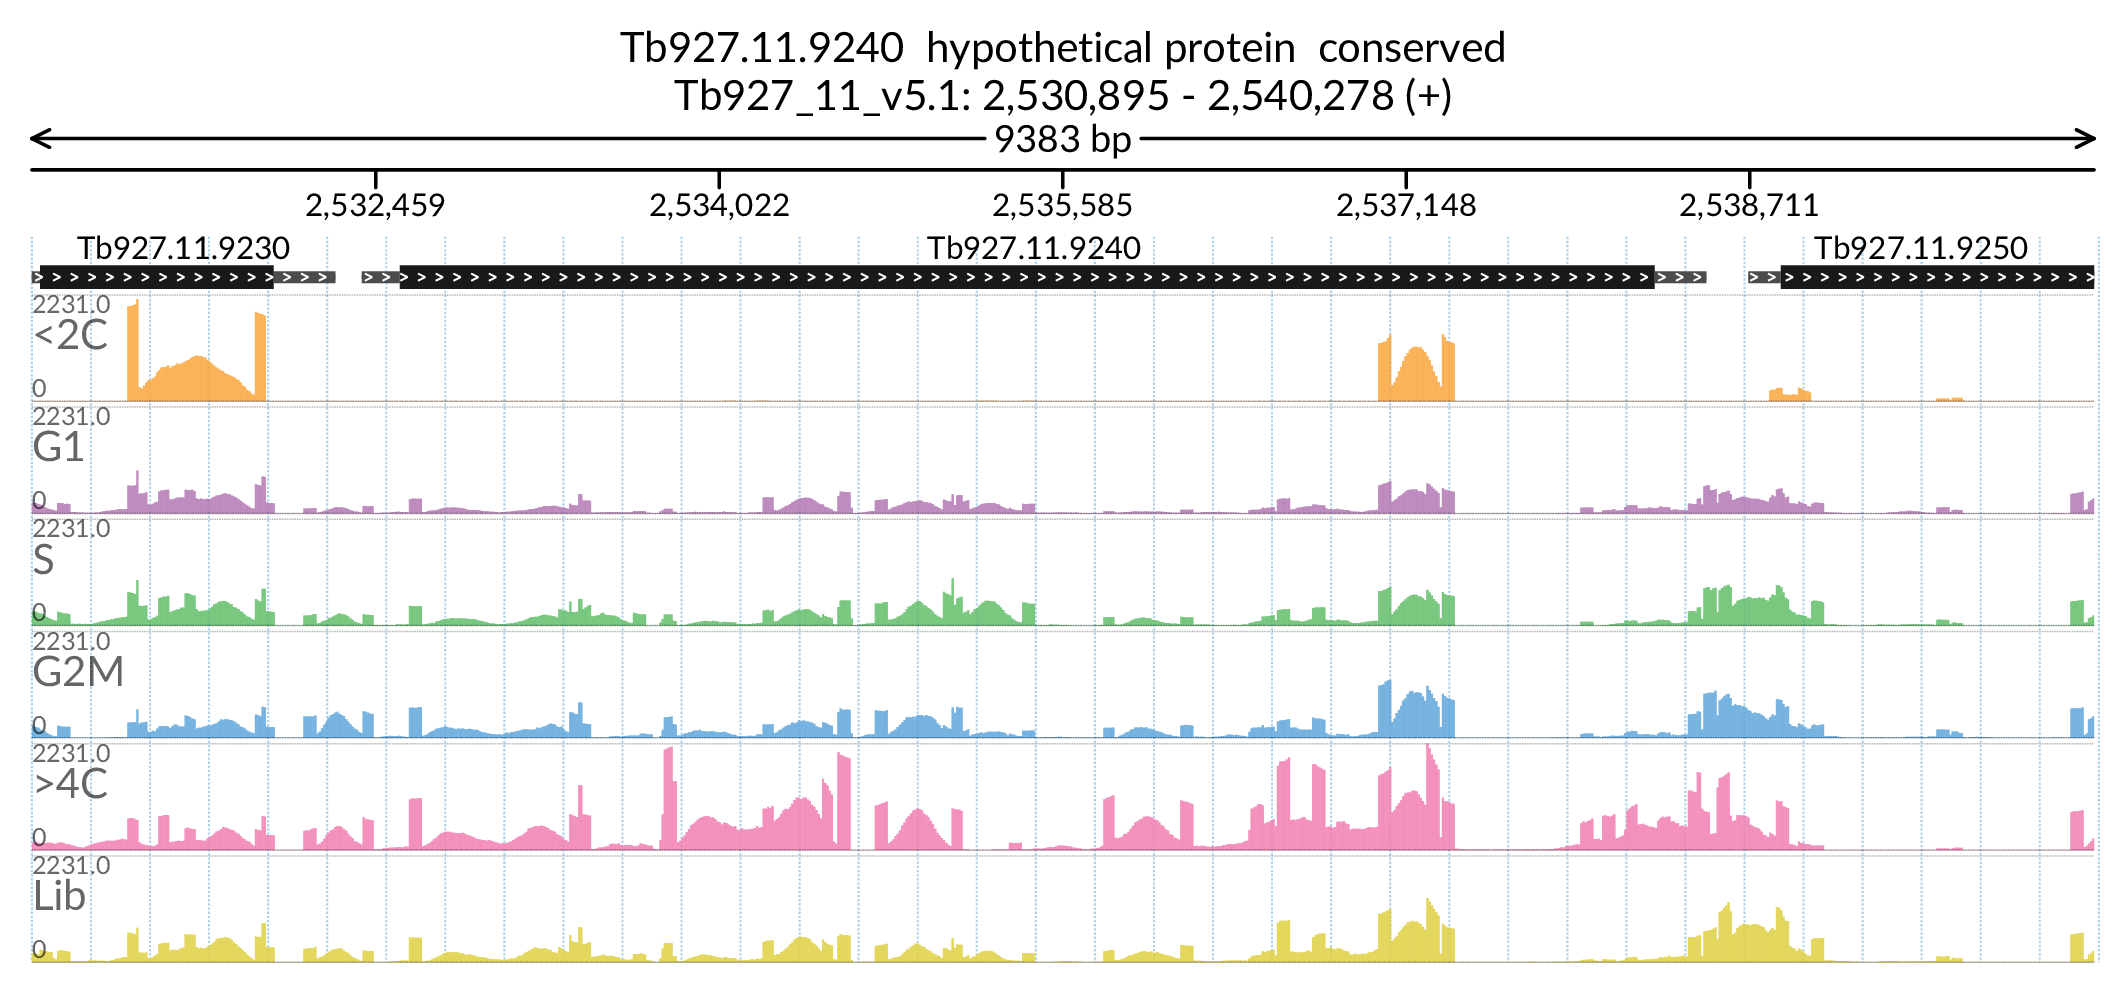 Tb927.11.9240 hypothetical protein conserved
Tb927_11_v5.1: 2,530,895 - 2,540,278 (+)
9383 bp
2,532,459 2,534,022 2,535,585 2,537,148 2,538,711
Tb927.11.9230 Tb927.11.9240 Tb927.11.9250
2231.0
<2C
0
2231.0
G1
0
2231.0
S
0
2231.0
G2M
0
2231.0
>4C
0
2231.0
Lib
0